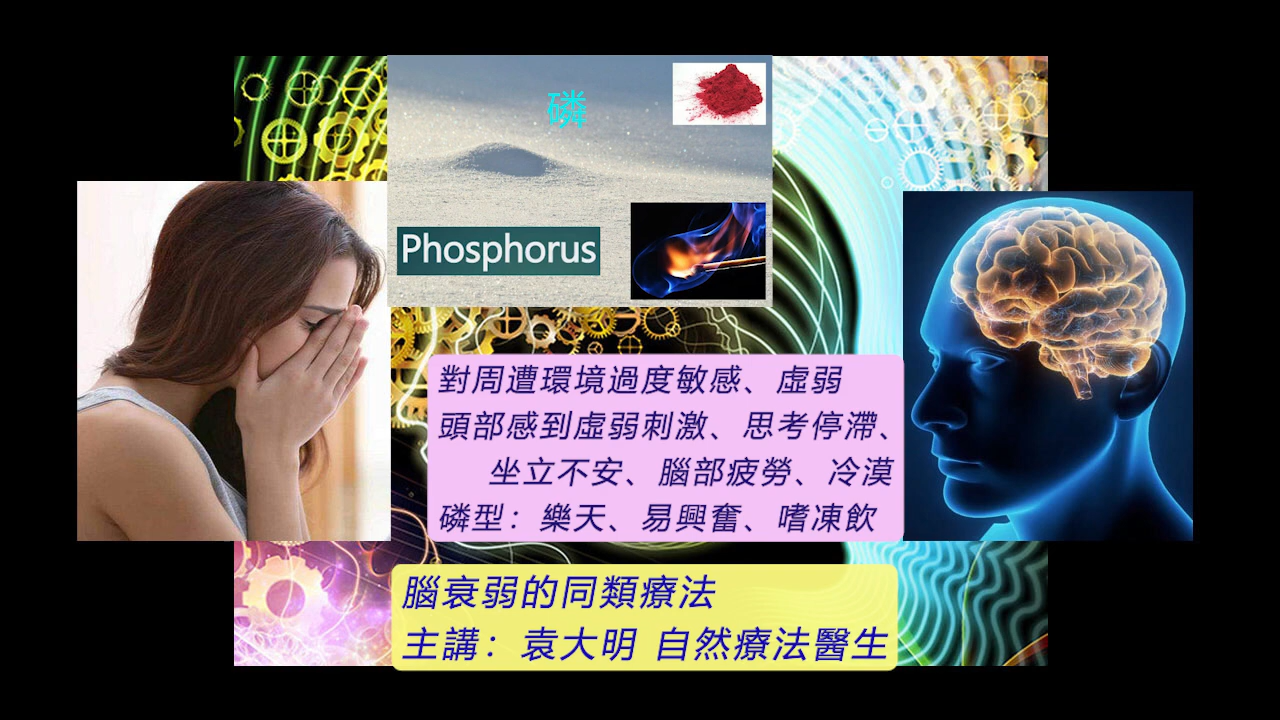 磷
Phosphorus
對周遭環境過度敏感、虛弱
頭部感到虛弱刺激、思考停滯、
坐立不安、腦部疲勞、冷漠
磷型：樂天、易興奮、嗜凍飲
腦衰弱的同類療法
主講：袁大明 自然療法醫生